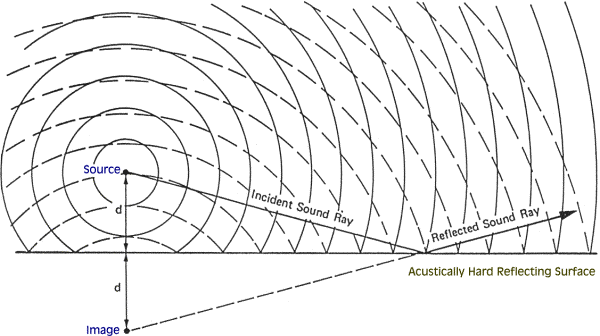 Source
d
Incident Sound Ray
Reflected Sound Ray
Acustically Hard Reflecting Surface
d
Image